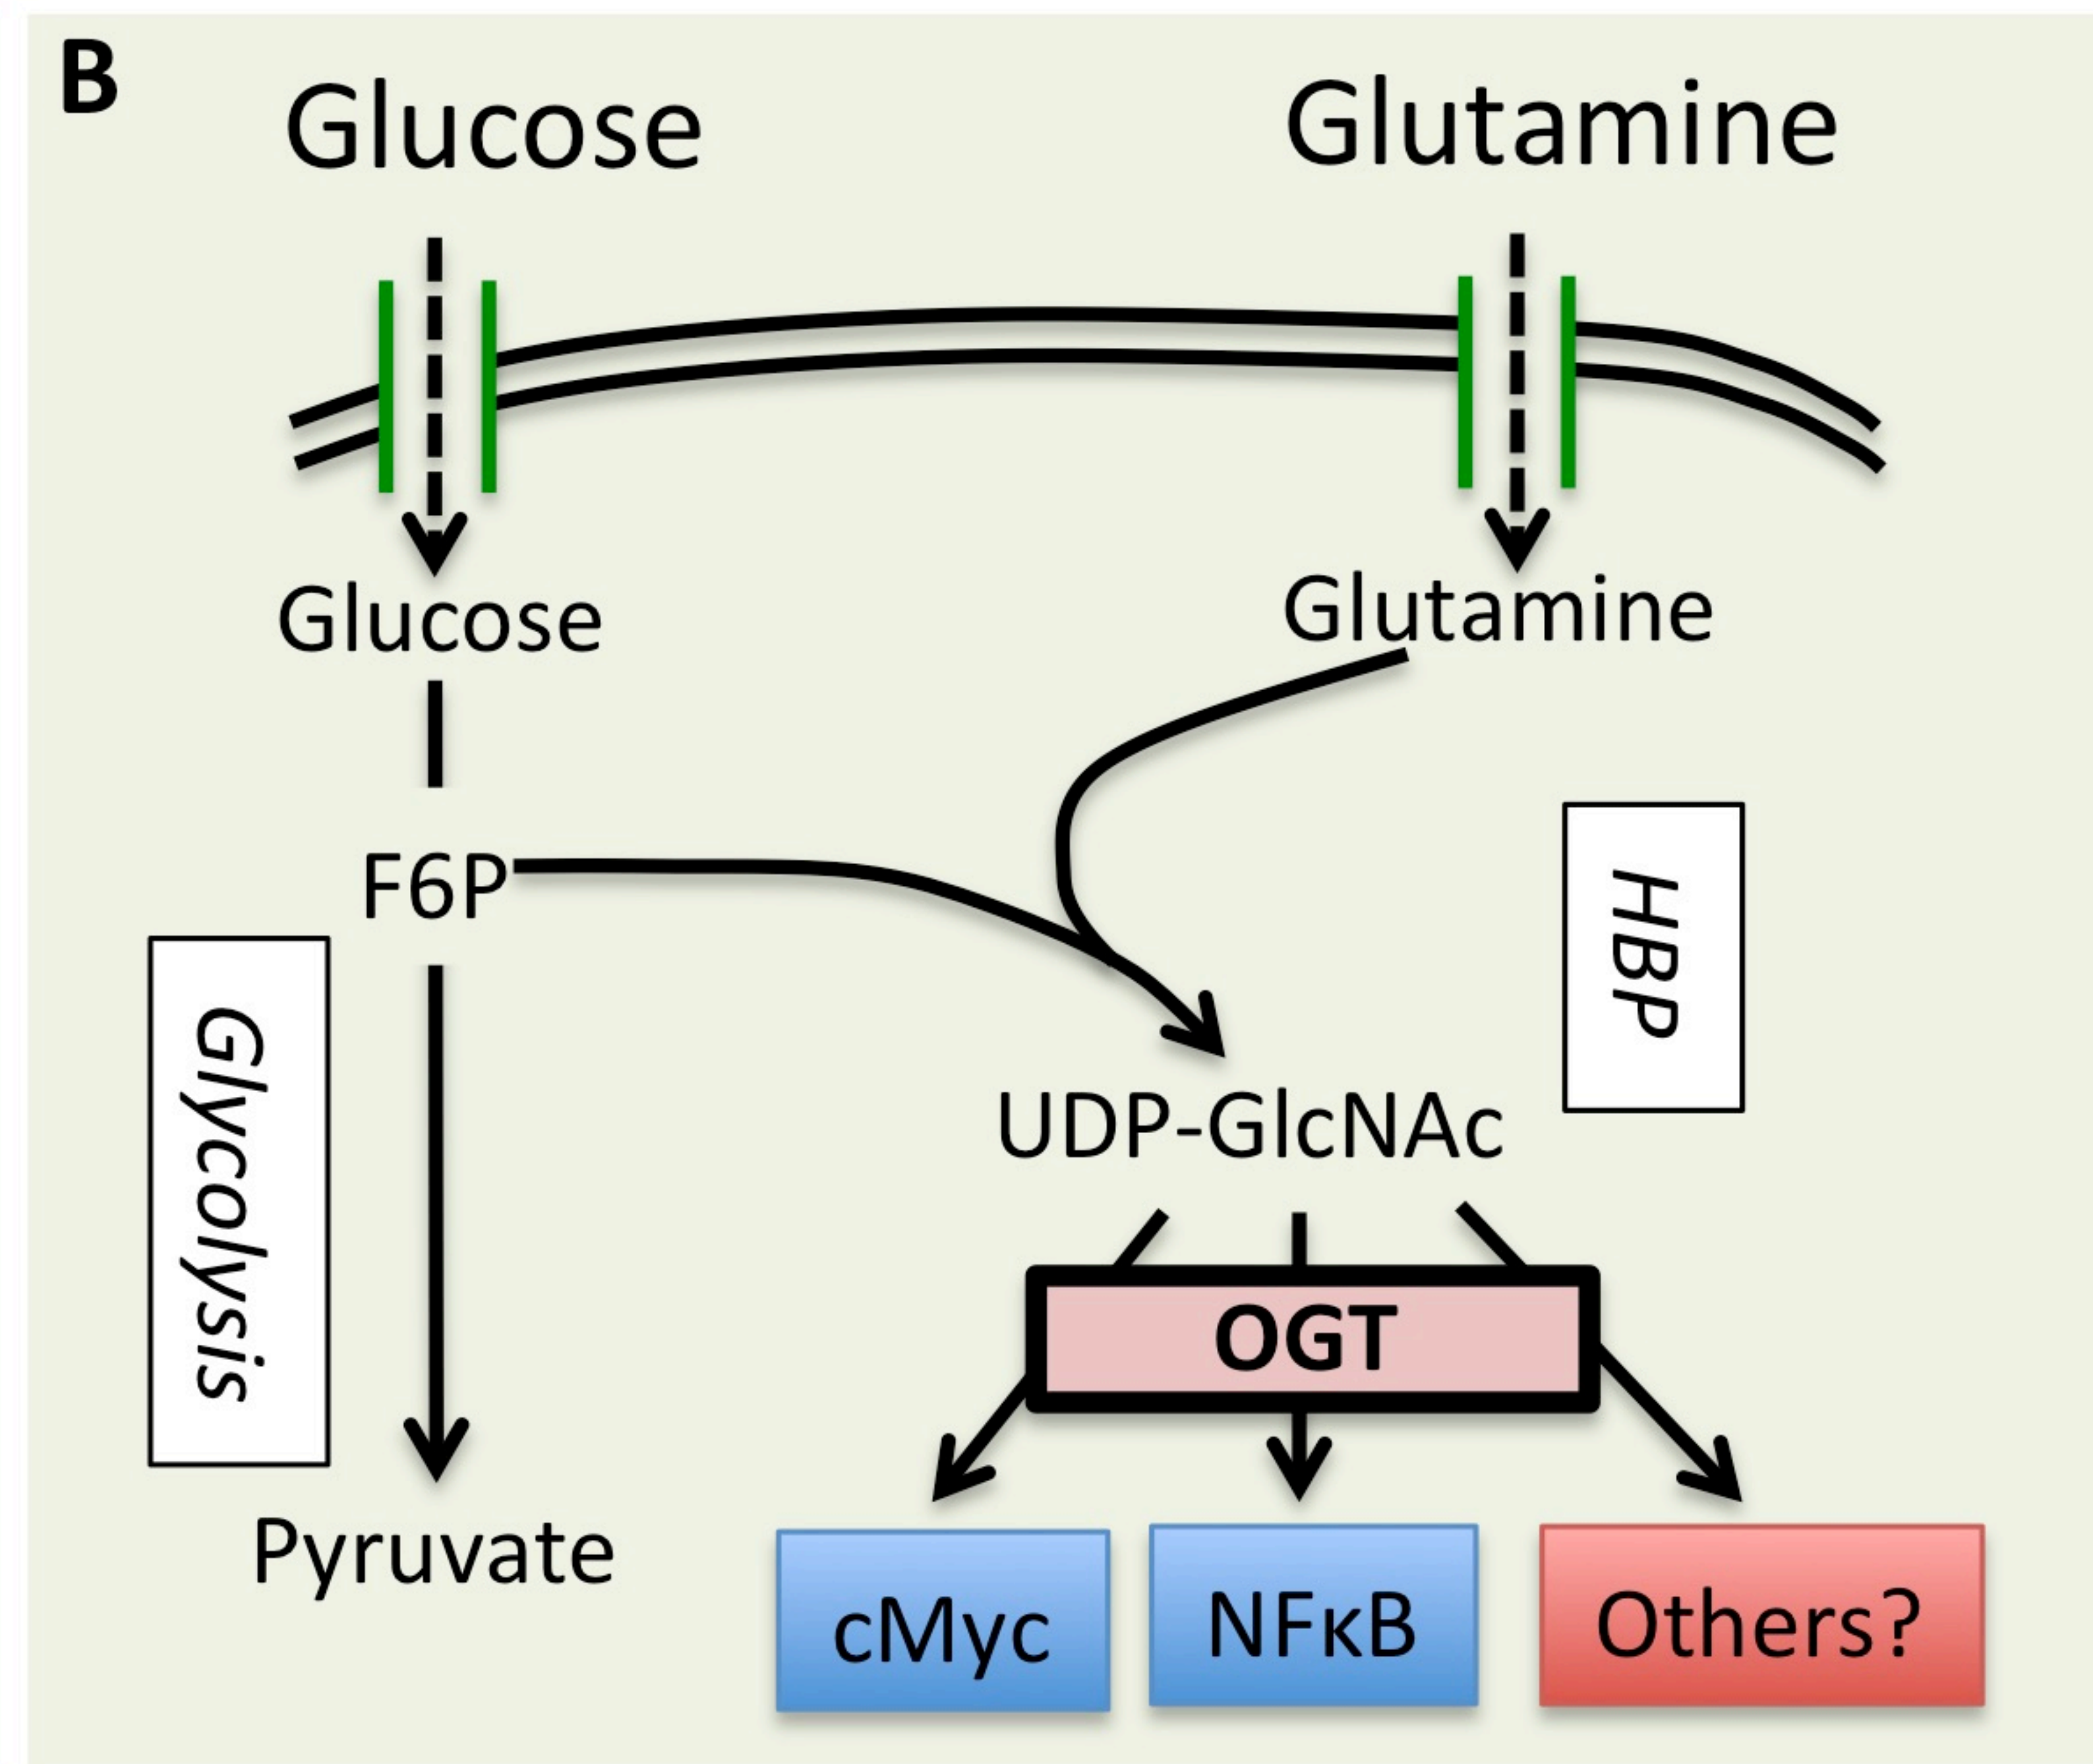 B
Glucose
Glutamine
Glucose
Glutamine
F6P
HBP
Glycolysis
UDP-GlcNAc
OGT
Pyruvate
cMyc
NFκB
Others?